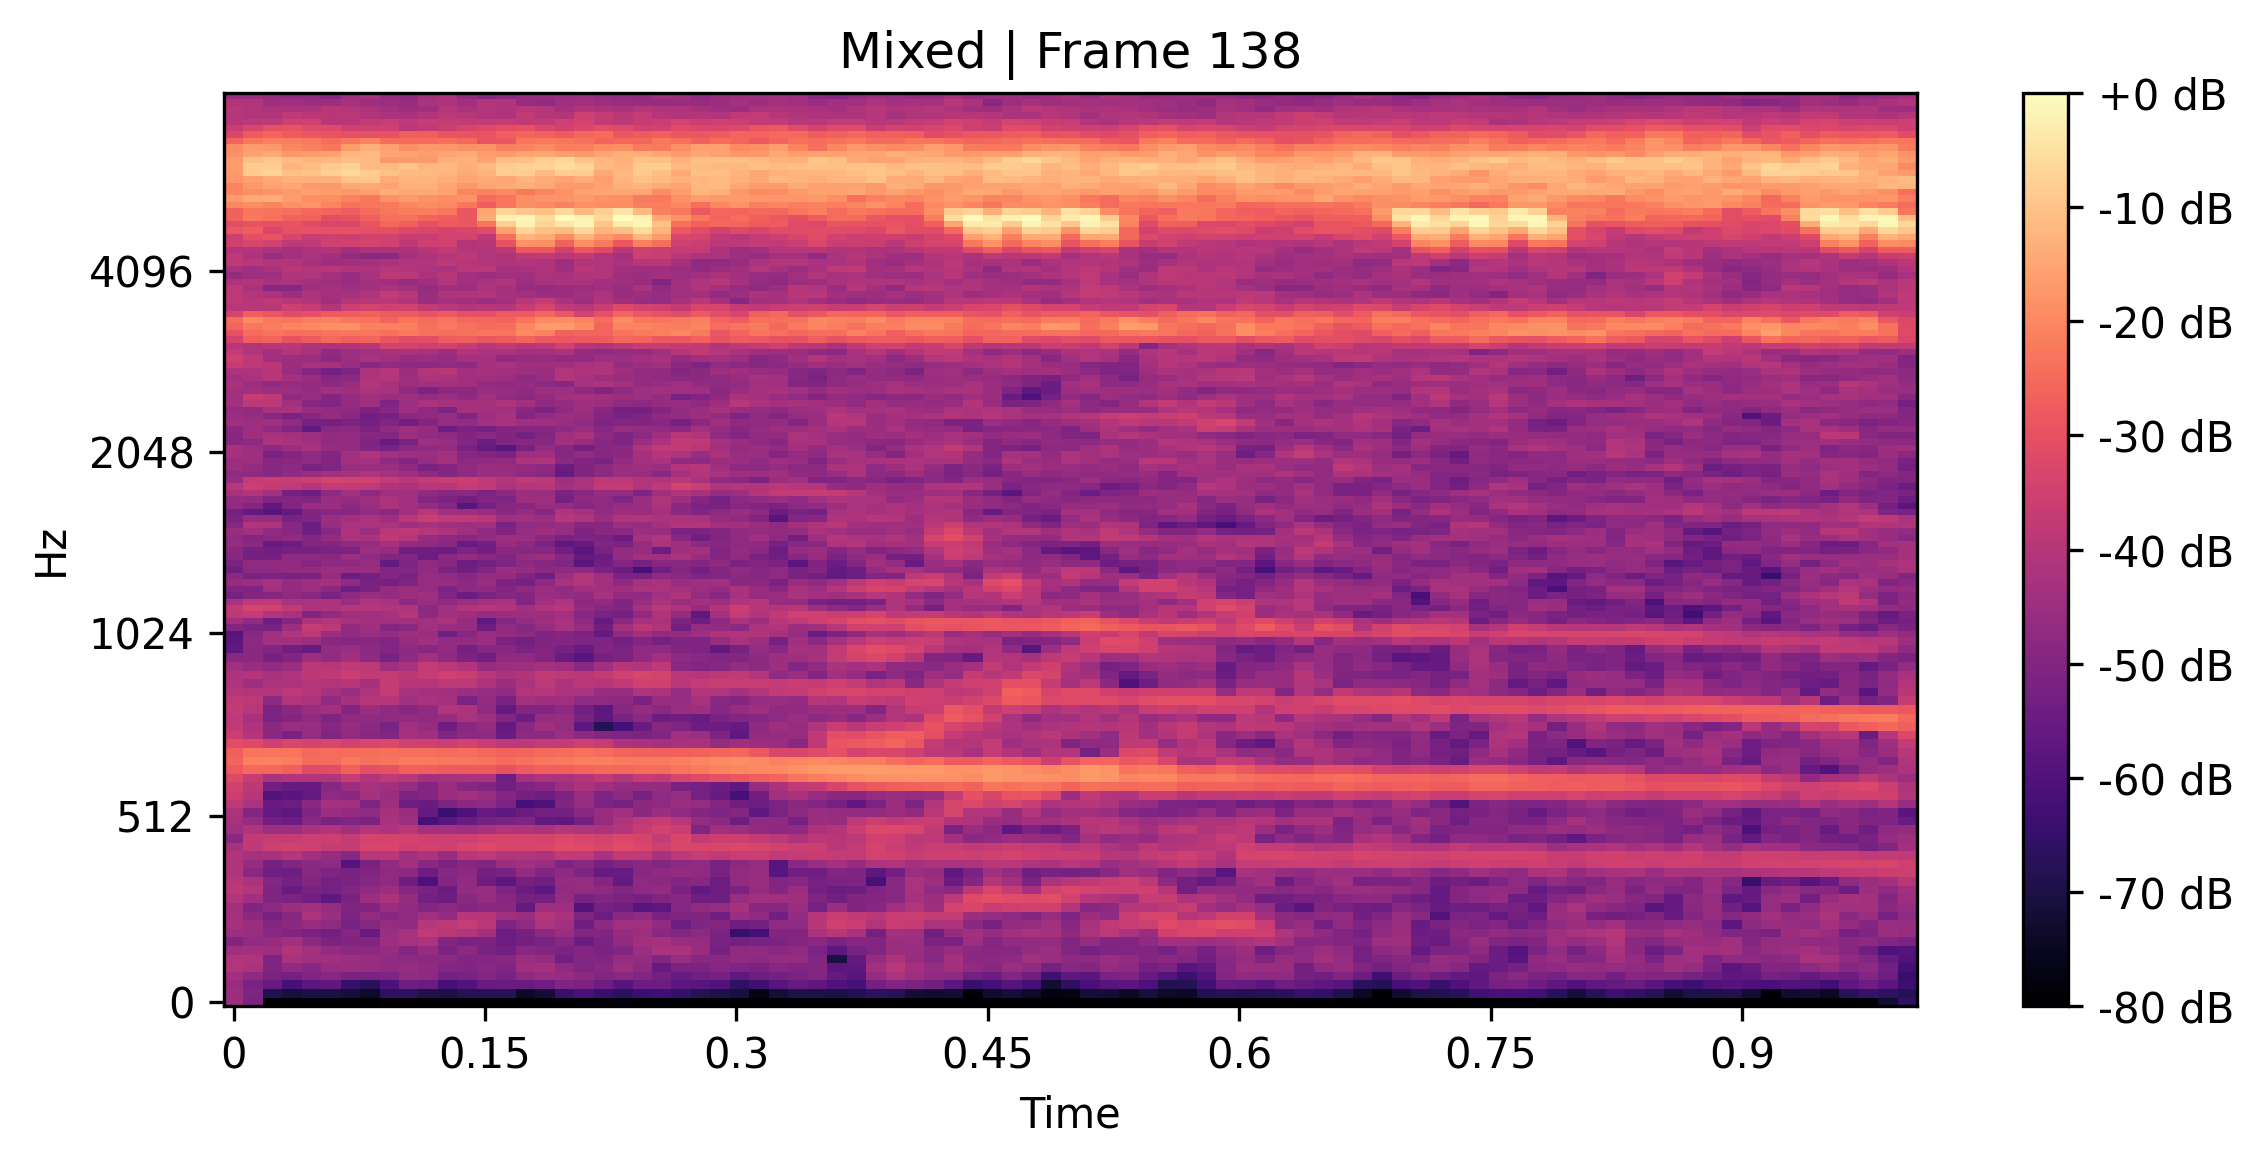 Mixed | Frame 138
+0 dB
-10 dB
-20 dB
-30 dB
-40 dB
-50 dB
-60 dB
-70 dB
-80 dB
Hz
4096
2048
1024
512
0
0 0.15 0.3 0.45 0.6 0.75 0.9
Time